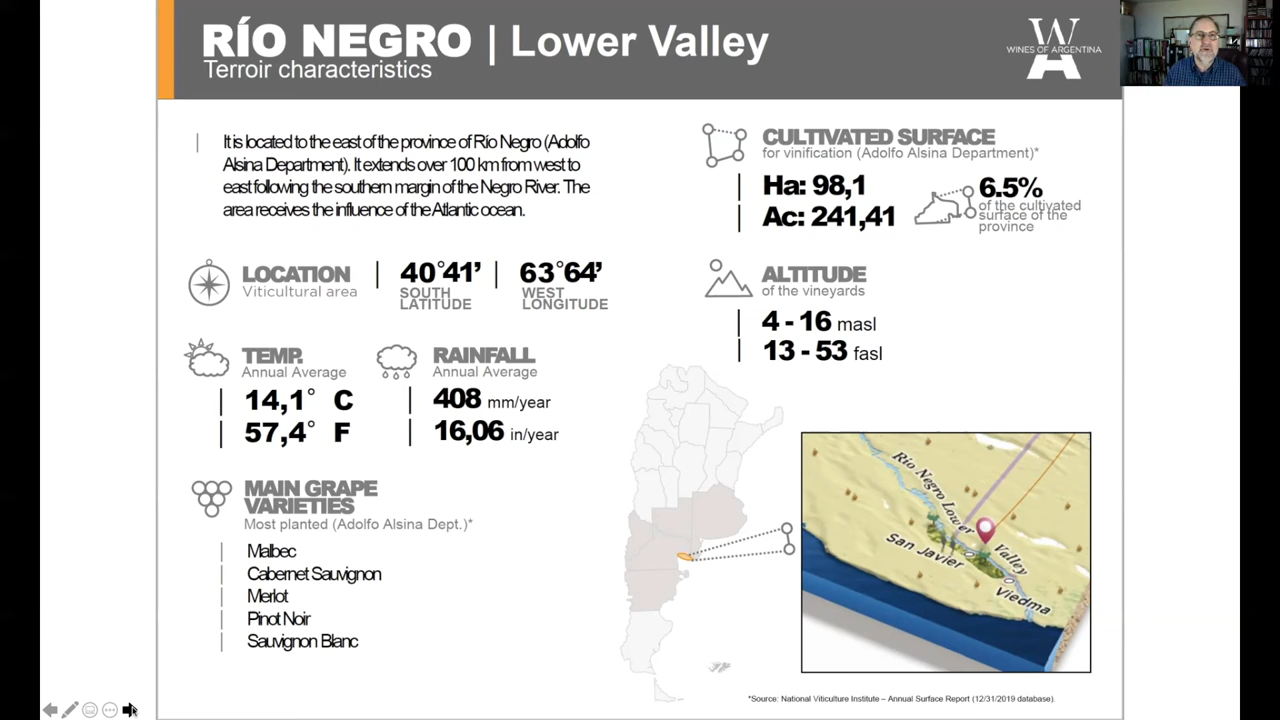 RÍO NEGRO | Lower Valley
Terroir characteristics
WINES OF ARGENTINA
It is located to the east of the province of Río Negro (Adolfo
Alsina Department). It extends over 100 km from west to
east following the southern margin of the Negro River. The
area receives the influence of the Atlantic ocean.
CULTIVATED SURFACE
for vinification (Adolfo Alsina Department)*
Ha: 98,1
Ac: 241,41
6.5%
of the cultivated
surface of the
province
LOCATION
Viticultural area
40°41’
SOUTH
LATITUDE
63°64’
WEST
LONGITUDE
ALTITUDE
of the vineyards
4 - 16 masl
13 - 53 fasl
TEMP.
Annual Average
14,1° C
57,4° F
RAINFALL
Annual Average
408 mm/year
16,06 in/year
MAIN GRAPE
VARIETIES
Most planted (Adolfo Alsina Dept.)*
Malbec
Cabernet Sauvignon
Merlot
Pinot Noir
Sauvignon Blanc
Río Negro Lower Valley
San Javier
Viedma
*Source: National Viticulture Institute – Annual Surface Report (12/31/2019 database).